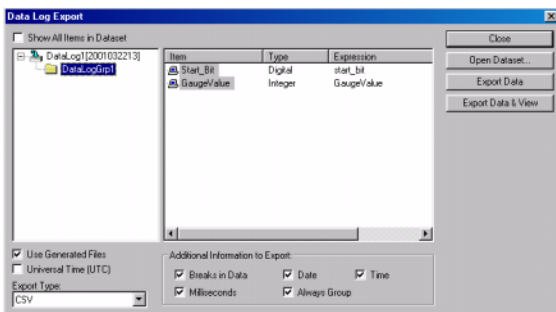 Data Log Export
Show All Items in Dataset
DataLog1[2001032213]
DataLogGrp1
Item Type Expression
Start_Bit Digital start_bit
GaugeValue Integer GaugeValue
Close
Open Dataset...
Export Data
Export Data & View
Use Generated Files
Universal Time (UTC)
Export Type:
CSV
Additional Information to Export:
Breaks in Data Date Time
Milliseconds Always Group